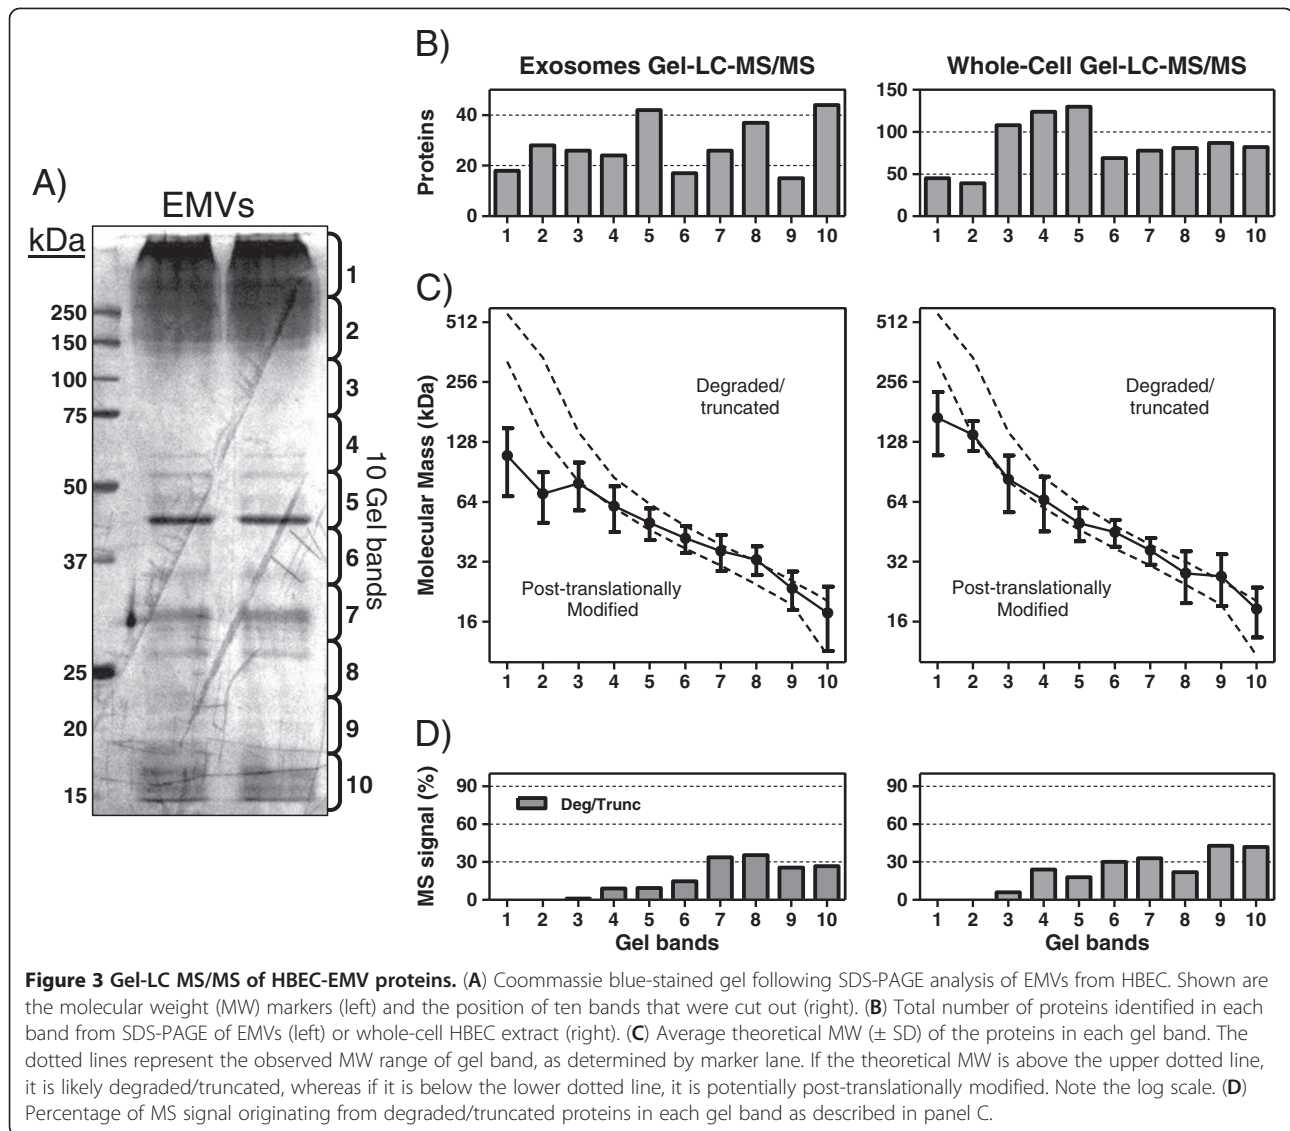 A)
EMVs
kDa
250
150
100
75
50
37
25
20
15
1
2
3
4
5
6
7
8
9
10
10 Gel bands
B)
Exosomes Gel-LC-MS/MS
Whole-Cell Gel-LC-MS/MS
Proteins
40
20
0
1 2 3 4 5 6 7 8 9 10
150
100
50
0
1 2 3 4 5 6 7 8 9 10
C)
Molecular Mass (kDa)
512
256
128
64
32
16
Degraded/
truncated
Post-translationally
Modified
1 2 3 4 5 6 7 8 9 10
512
256
128
64
32
16
Degraded/
truncated
Post-translationally
Modified
1 2 3 4 5 6 7 8 9 10
D)
MS signal (%)
90
60
30
0
Deg/Trunc
1 2 3 4 5 6 7 8 9 10
Gel bands
90
60
30
0
1 2 3 4 5 6 7 8 9 10
Gel bands
Figure 3 Gel-LC MS/MS of HBEC-EMV proteins. (A) Coommassie blue-stained gel following SDS-PAGE analysis of EMVs from HBEC. Shown are
the molecular weight (MW) markers (left) and the position of ten bands that were cut out (right). (B) Total number of proteins identified in each
band from SDS-PAGE of EMVs (left) or whole-cell HBEC extract (right). (C) Average theoretical MW (± SD) of the proteins in each gel band. The
dotted lines represent the observed MW range of gel band, as determined by marker lane. If the theoretical MW is above the upper dotted line,
it is likely degraded/truncated, whereas if it is below the lower dotted line, it is potentially post-translationally modified. Note the log scale. (D)
Percentage of MS signal originating from degraded/truncated proteins in each gel band as described in panel C.